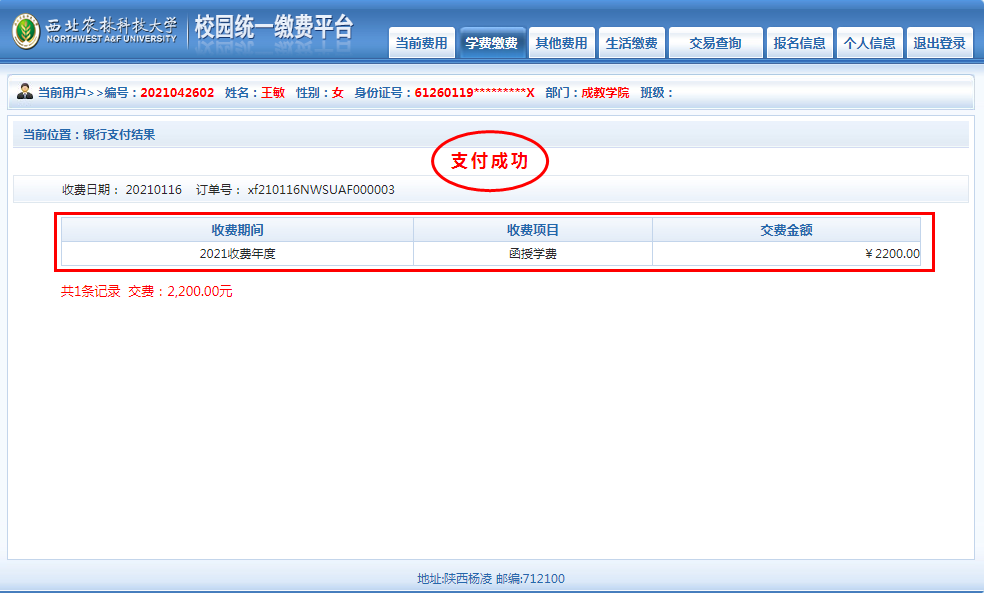 西北农林科技大学 校园统一缴费平台
NORTHWEST A&F UNIVERSITY
当前费用 学费缴费 其他费用 生活缴费 交易查询 报名信息 个人信息 退出登录
当前用户>>编号：2021042602 姓名：王敏 性别：女 身份证号：61260119*********X 部门：成教学院 班级：
当前位置：银行支付结果
支付成功
收费日期： 20210116 订单号： xf210116NWSUAF000003
收费期间 收费项目 交费金额
2021收费年度 函授学费 ￥2200.00
共1条记录 交费：2,200.00元
地址:陕西杨凌 邮编:712100